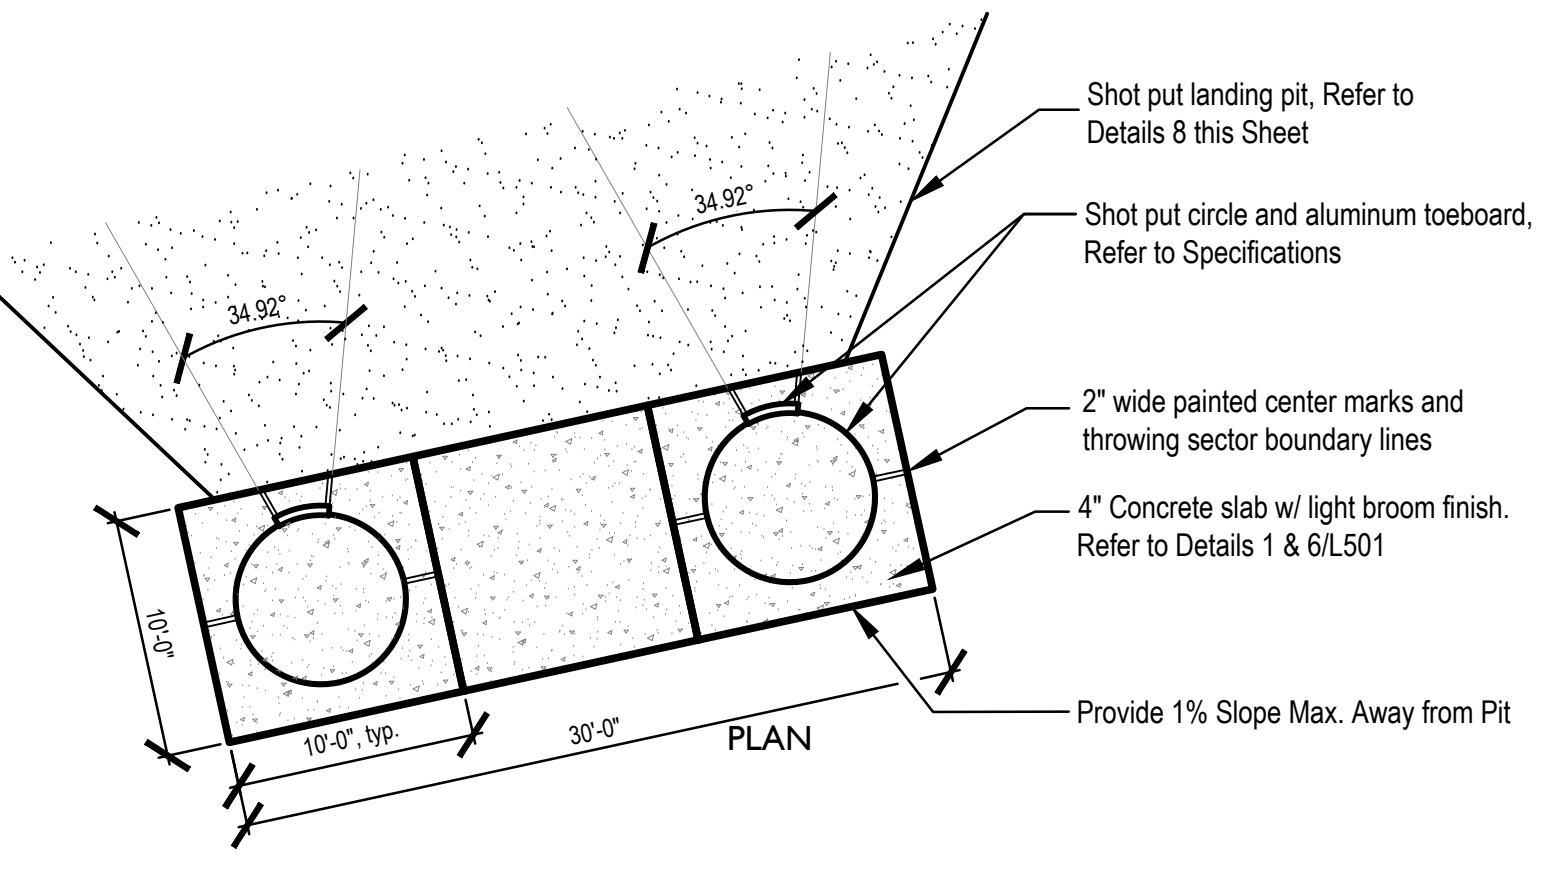 Shot put landing pit, Refer to
Details 8 this Sheet
34.92°
Shot put circle and aluminum toeboard,
Refer to Specifications
34.92°
2" wide painted center marks and
throwing sector boundary lines
4" Concrete slab w/ light broom finish.
Refer to Details 1 & 6/L501
10'-0"
Provide 1% Slope Max. Away from Pit
10'-0", typ.
30'-0"
PLAN